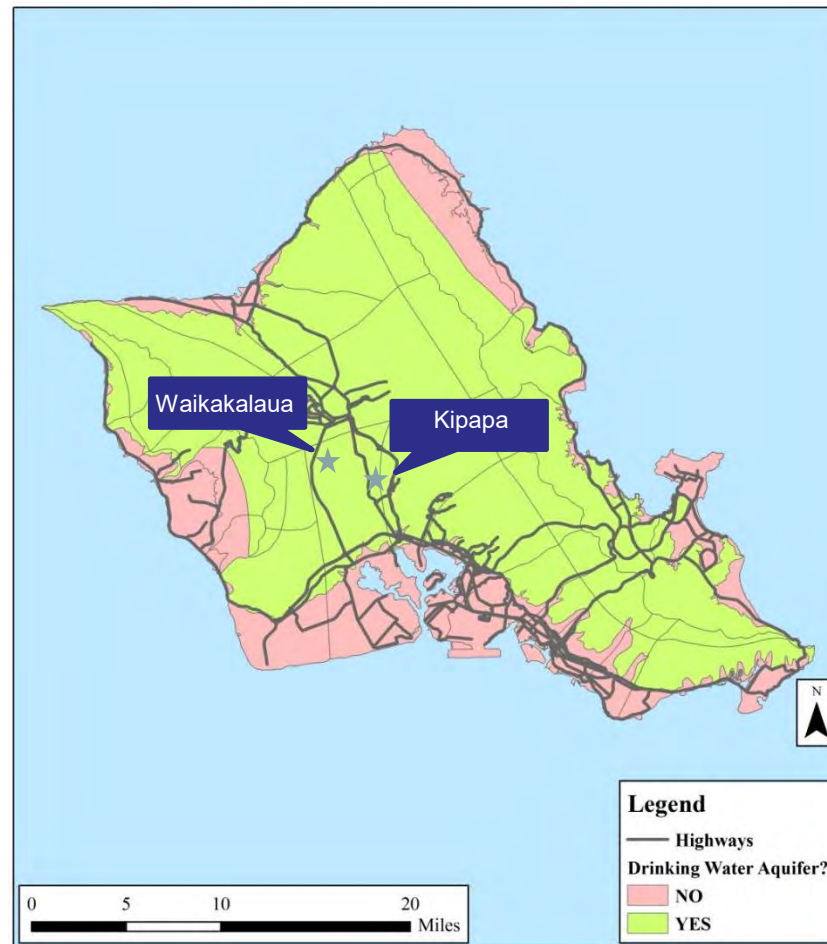 Waikakalaua
Kipapa
N
Legend
Highways
Drinking Water Aquifer?
NO
YES
0 5 10 20
Miles